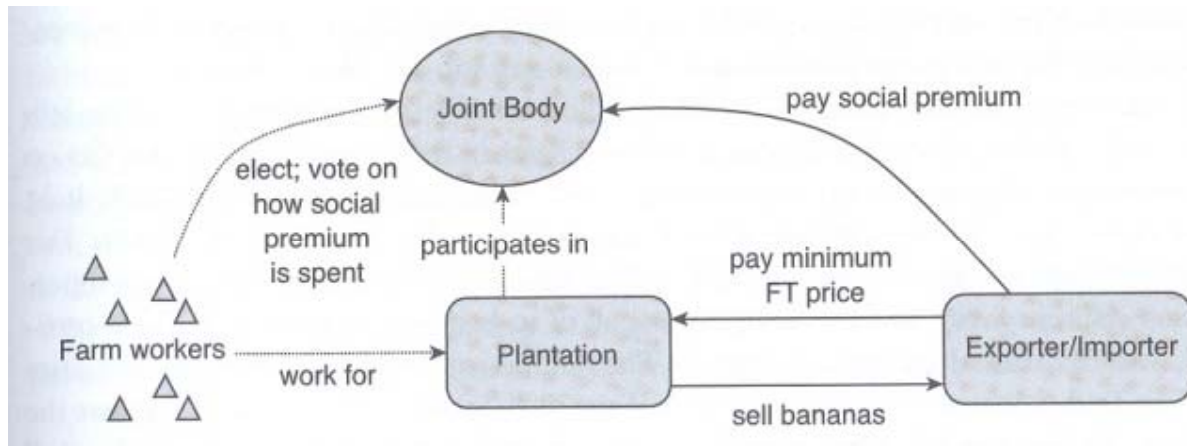 Joint Body
pay social premium
elect; vote on
how social
premium
is spent
participates in
pay minimum
FT price
Farm workers
work for
Plantation
Exporter/Importer
sell bananas